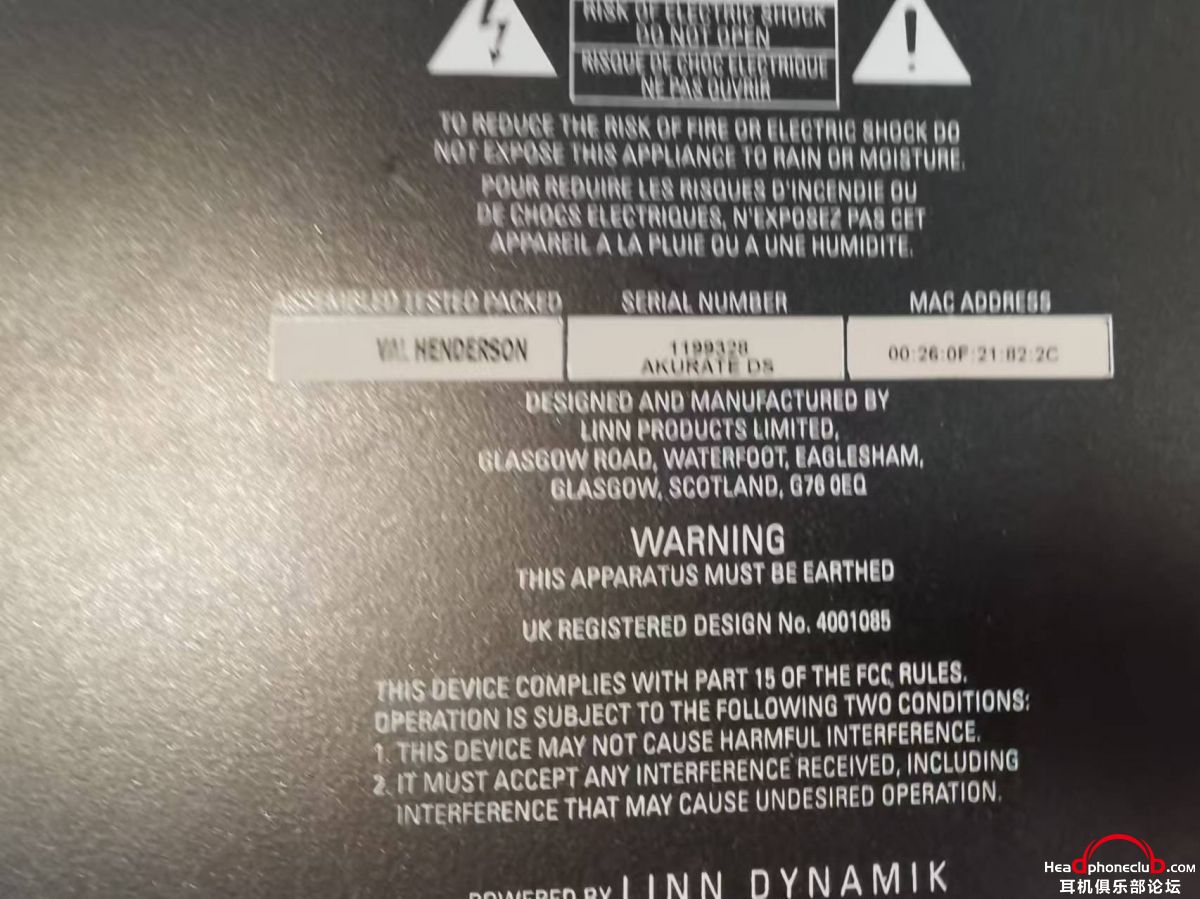 RISK OF ELECTRIC SHOCK
DO NOT OPEN
RISQUE DE CHOC ELECTRIQUE
NE PAS OUVRIR
TO REDUCE THE RISK OF FIRE OR ELECTRIC SHOCK DO
NOT EXPOSE THIS APPLIANCE TO RAIN OR MOISTURE.
POUR REDUIRE LES RISQUES D'INCENDIE OU
DE CHOCS ELECTRIQUES, N'EXPOSEZ PAS CET
APPAREIL A LA PLUIE OU A UNE HUMIDITE.
ASSEMBLED TESTED PACKED SERIAL NUMBER MAC ADDRESS
VAL HENDERSON 1199328 00:26:0F:21:82:2C
AKURATE DS
DESIGNED AND MANUFACTURED BY
LINN PRODUCTS LIMITED,
GLASGOW ROAD, WATERFOOT, EAGLESHAM,
GLASGOW, SCOTLAND, G76 0EQ
WARNING
THIS APPARATUS MUST BE EARTHED
UK REGISTERED DESIGN No. 4001085
THIS DEVICE COMPLIES WITH PART 15 OF THE FCC RULES.
OPERATION IS SUBJECT TO THE FOLLOWING TWO CONDITIONS:
1. THIS DEVICE MAY NOT CAUSE HARMFUL INTERFERENCE.
2. IT MUST ACCEPT ANY INTERFERENCE RECEIVED, INCLUDING
INTERFERENCE THAT MAY CAUSE UNDESIRED OPERATION.
POWERED BY LINN DYNAMIK
Headphoneclub.com
耳机俱乐部论坛